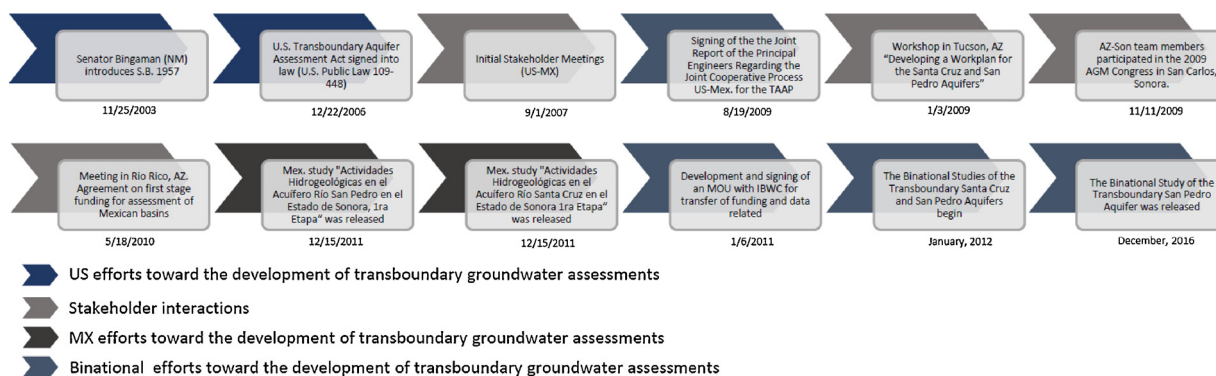 Senator Bingaman (NM)
introduces S.B. 1957
11/25/2003
U.S. Transboundary Aquifer
Assessment Act signed into
law (U.S. Public Law 109-
448)
12/22/2006
Initial Stakeholder Meetings
(US-MX)
9/1/2007
Signing of the the Joint
Report of the Principal
Engineers Regarding the
Joint Cooperative Process
US-Mex. for the TAAP
8/19/2009
Workshop in Tucson, AZ
“Developing a Workplan for
the Santa Cruz and San
Pedro Aquifers”
1/3/2009
AZ-Son team members
participated in the 2009
AGM Congress in San Carlos,
Sonora.
11/11/2009
Meeting in Rio Rico, AZ.
Agreement on first stage
funding for assessment of
Mexican basins
5/18/2010
Mex. study "Actividades
Hidrogeológicas en el
Acuífero Río San Pedro en el
Estado de Sonora, 1ra
Etapa“ was released
12/15/2011
Mex. study "Actividades
Hidrogeológicas en el
Acuífero Río Santa Cruz en el
Estado de Sonora 1ra Etapa“
was released
12/15/2011
Development and signing of
an MOU with IBWC for
transfer of funding and data
related
1/6/2011
The Binational Studies of the
Transboundary Santa Cruz
and San Pedro Aquifers
begin
January, 2012
The Binational Study of the
Transboundary San Pedro
Aquifer was released
December, 2016
US efforts toward the development of transboundary groundwater assessments
Stakeholder interactions
MX efforts toward the development of transboundary groundwater assessments
Binational efforts toward the development of transboundary groundwater assessments